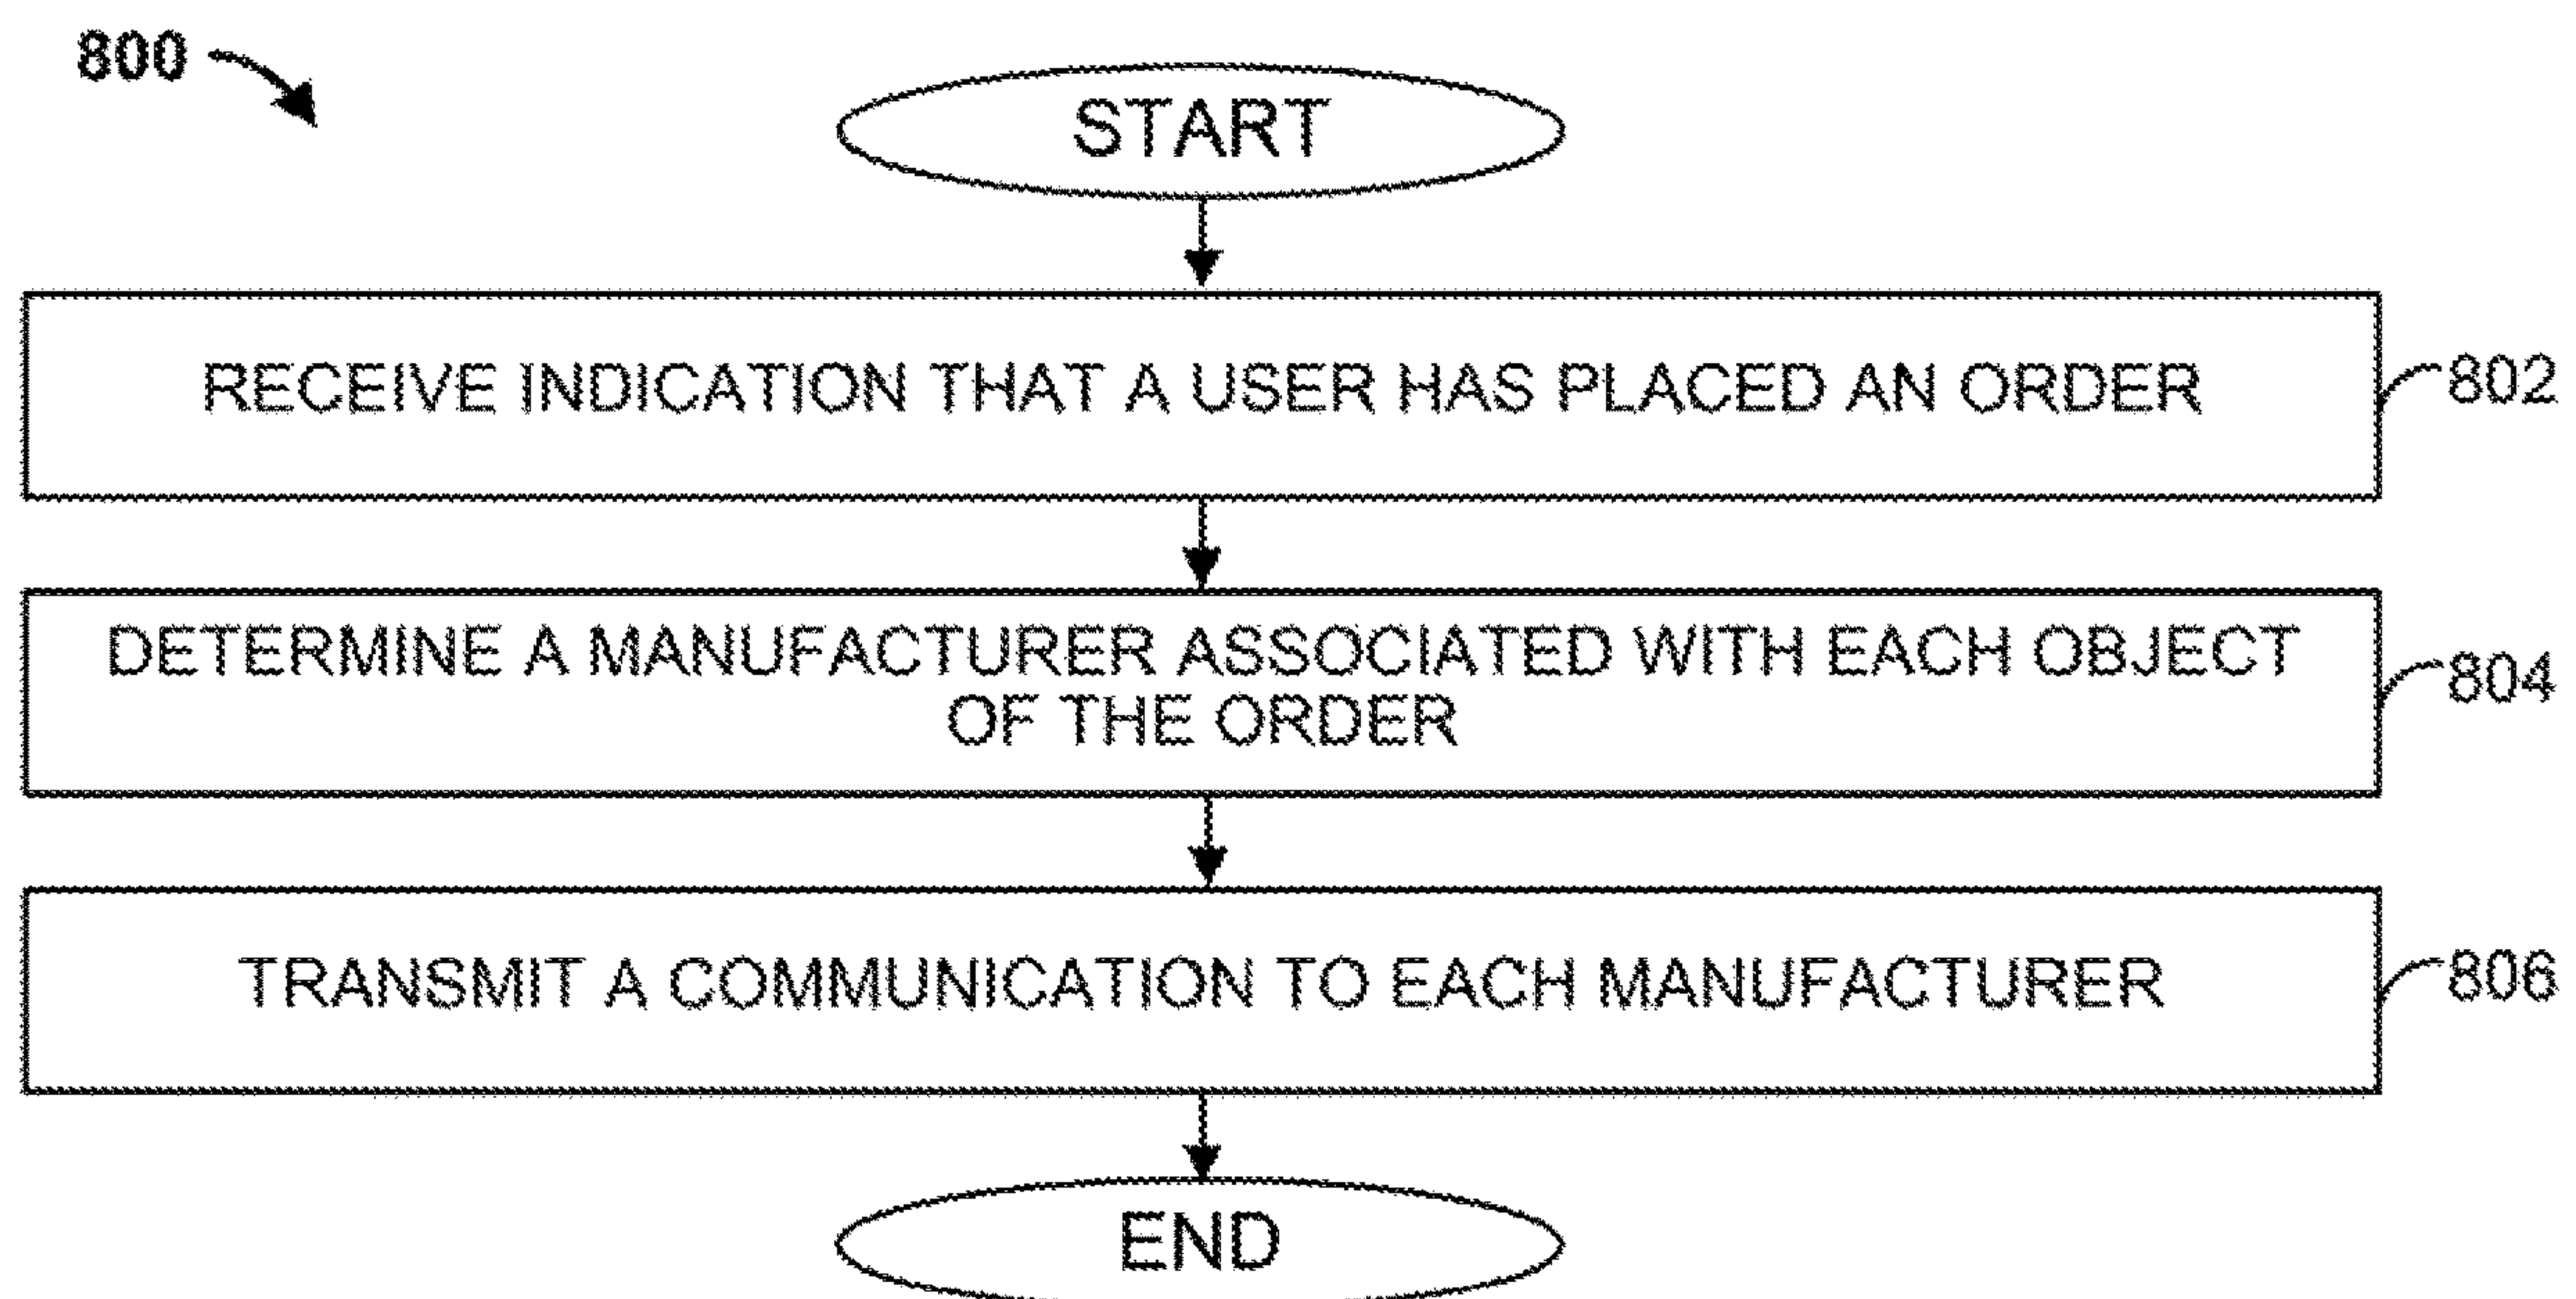 800
START
RECEIVE INDICATION THAT A USER HAS PLACED AN ORDER
802
DETERMINE A MANUFACTURER ASSOCIATED WITH EACH OBJECT
OF THE ORDER
804
TRANSMIT A COMMUNICATION TO EACH MANUFACTURER
806
END